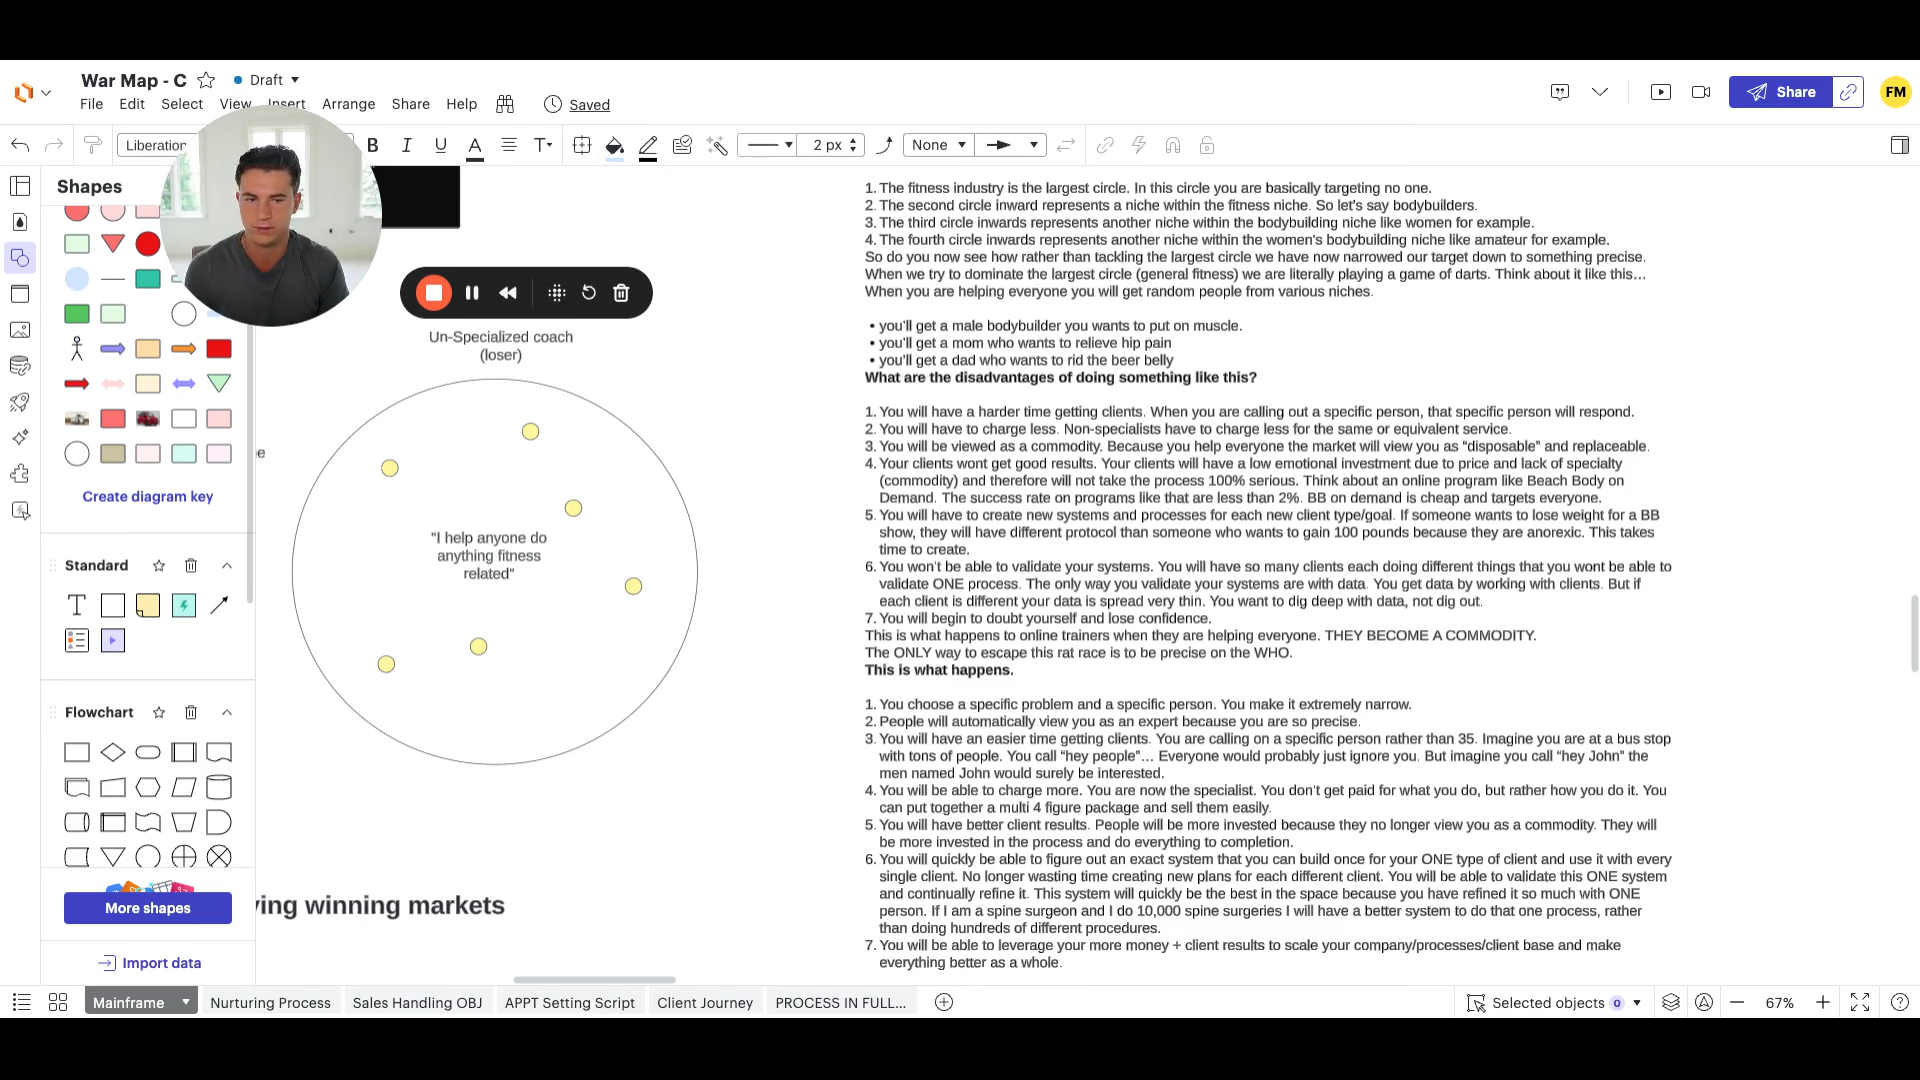 War Map - C
Draft
File Edit Select View Insert Arrange Share Help
Saved
Share
FM
Liberation
B I U A T
2 px
None
Shapes
1. The fitness industry is the largest circle. In this circle you are basically targeting no one.
2. The second circle inward represents a niche within the fitness niche. So let's say bodybuilders.
3. The third circle inwards represents another niche within the bodybuilding niche like women for example.
4. The fourth circle inwards represents another niche within the women's bodybuilding niche like amateur for example.
So do you now see how rather than tackling the largest circle we have now narrowed our target down to something precise.
When we try to dominate the largest circle (general fitness) we are literally playing a game of darts. Think about it like this…
When you are helping everyone you will get random people from various niches.
• you'll get a male bodybuilder you wants to put on muscle.
• you'll get a mom who wants to relieve hip pain
• you'll get a dad who wants to rid the beer belly
What are the disadvantages of doing something like this?
1. You will have a harder time getting clients. When you are calling out a specific person, that specific person will respond.
2. You will have to charge less. Non-specialists have to charge less for the same or equivalent service.
3. You will be viewed as a commodity. Because you help everyone the market will view you as “disposable” and replaceable.
4. Your clients wont get good results. Your clients will have a low emotional investment due to price and lack of specialty
(commodity) and therefore will not take the process 100% serious. Think about an online program like Beach Body on
Demand. The success rate on programs like that are less than 2%. BB on demand is cheap and targets everyone.
5. You will have to create new systems and processes for each new client type/goal. If someone wants to lose weight for a BB
show, they will have different protocol than someone who wants to gain 100 pounds because they are anorexic. This takes
time to create.
6. You won't be able to validate your systems. You will have so many clients each doing different things that you wont be able to
validate ONE process. The only way you validate your systems are with data. You get data by working with clients. But if
each client is different your data is spread very thin. You want to dig deep with data, not dig out.
7. You will begin to doubt yourself and lose confidence.
This is what happens to online trainers when they are helping everyone. THEY BECOME A COMMODITY.
The ONLY way to escape this rat race is to be precise on the WHO.
This is what happens.
1. You choose a specific problem and a specific person. You make it extremely narrow.
2. People will automatically view you as an expert because you are so precise.
3. You will have an easier time getting clients. You are calling on a specific person rather than 35. Imagine you are at a bus stop
with tons of people. You call “hey people”… Everyone would probably just ignore you. But imagine you call “hey John” the
men named John would surely be interested.
4. You will be able to charge more. You are now the specialist. You don't get paid for what you do, but rather how you do it. You
can put together a multi 4 figure package and sell them easily.
5. You will have better client results. People will be more invested because they no longer view you as a commodity. They will
be more invested in the process and do everything to completion.
6. You will quickly be able to figure out an exact system that you can build once for your ONE type of client and use it with every
single client. No longer wasting time creating new plans for each different client. You will be able to validate this ONE system
and continually refine it. This system will quickly be the best in the space because you have refined it so much with ONE
person. If I am a spine surgeon and I do 10,000 spine surgeries I will have a better system to do that one process, rather
than doing hundreds of different procedures.
7. You will be able to leverage your more money + client results to scale your company/processes/client base and make
everything better as a whole.
Un-Specialized coach
(loser)
"I help anyone do
anything fitness
related"
e
ving winning markets
Create diagram key
Standard
T
Flowchart
More shapes
Import data
Mainframe
Nurturing Process
Sales Handling OBJ
APPT Setting Script
Client Journey
PROCESS IN FULL...
Selected objects 0
67%